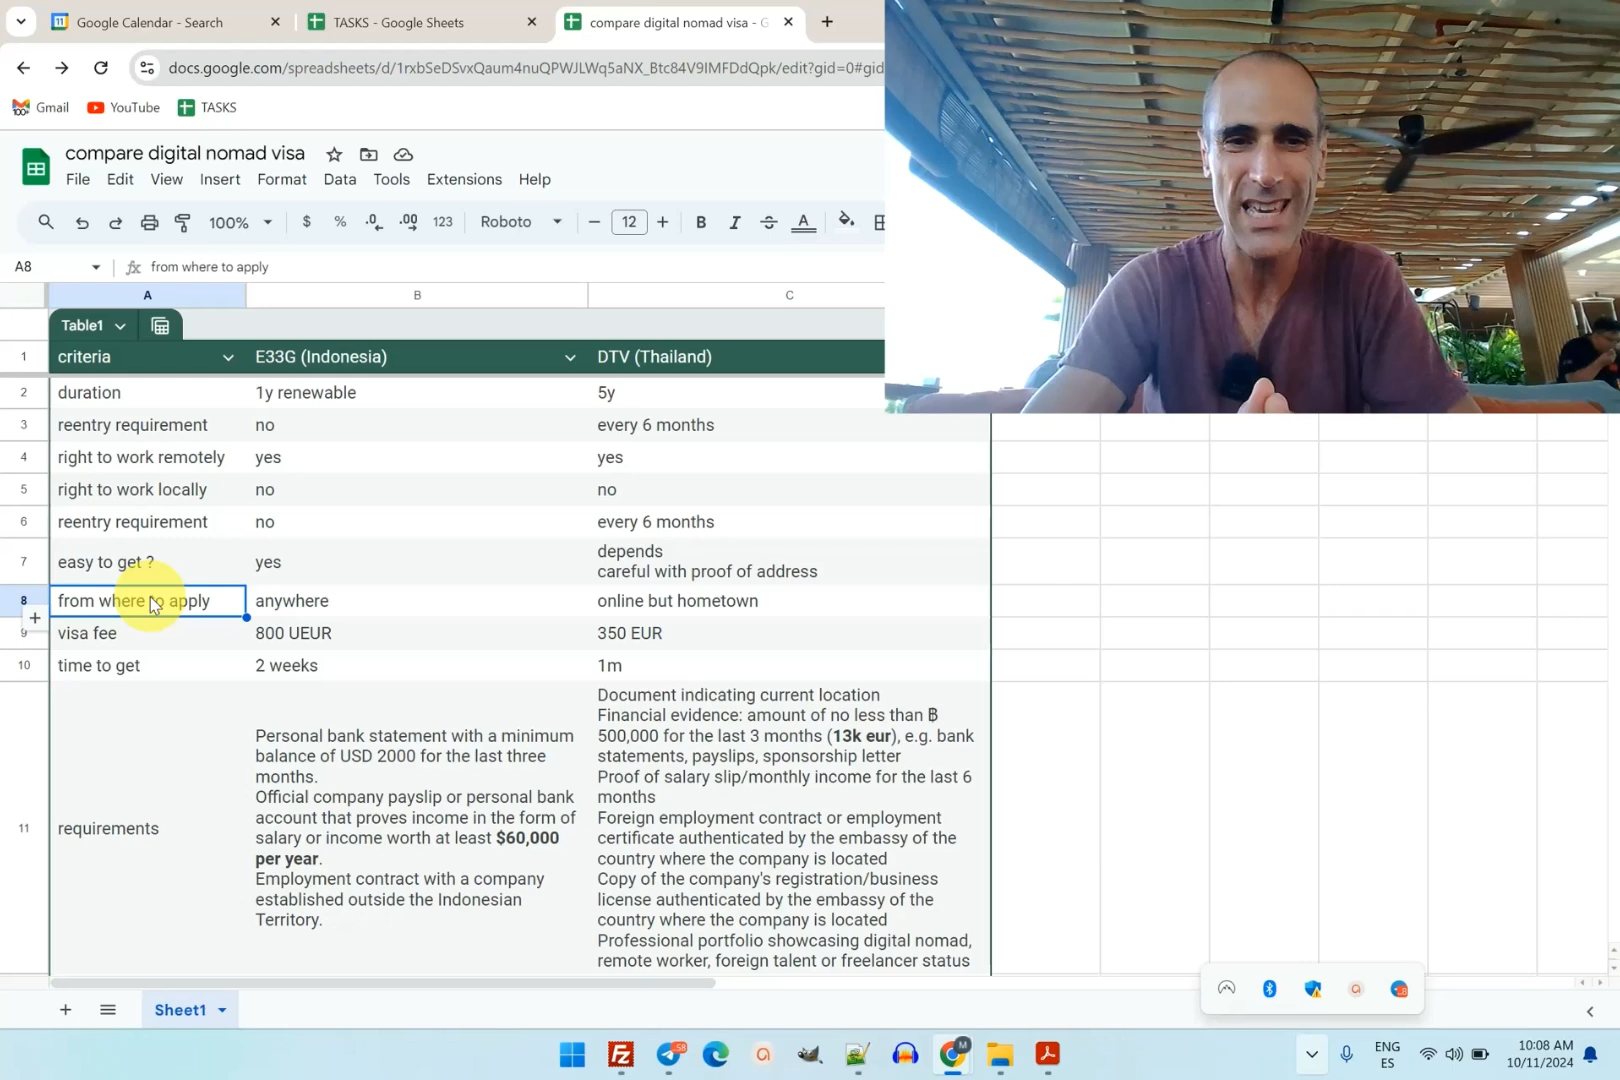 Google Calendar - Search
TASKS - Google Sheets
compare digital nomad visa - G
docs.google.com/spreadsheets/d/1rxbSeDSvxQaum4nuQPWJLWq5aNX_Btc84V9IMFDdQpk/edit?gid=0#gid
Gmail
YouTube
TASKS
compare digital nomad visa
File Edit View Insert Format Data Tools Extensions Help
100% $ % .0 .00 123 Roboto 12 B I A
A8 fx from where to apply
A B C
Table1
1 criteria E33G (Indonesia) DTV (Thailand)
2 duration 1y renewable 5y
3 reentry requirement no every 6 months
4 right to work remotely yes yes
5 right to work locally no no
6 reentry requirement no every 6 months
7 easy to get ? yes depends
careful with proof of address
8 from where to apply anywhere online but hometown
9 visa fee 800 UEUR 350 EUR
10 time to get 2 weeks 1m
11 requirements
Personal bank statement with a minimum
balance of USD 2000 for the last three
months.
Official company payslip or personal bank
account that proves income in the form of
salary or income worth at least $60,000
per year.
Employment contract with a company
established outside the Indonesian
Territory.
Document indicating current location
Financial evidence: amount of no less than ฿
500,000 for the last 3 months (13k eur), e.g. bank
statements, payslips, sponsorship letter
Proof of salary slip/monthly income for the last 6
months
Foreign employment contract or employment
certificate authenticated by the embassy of the
country where the company is located
Copy of the company's registration/business
license authenticated by the embassy of the
country where the company is located
Professional portfolio showcasing digital nomad,
remote worker, foreign talent or freelancer status
Sheet1
ENG
ES
10:08 AM
10/11/2024